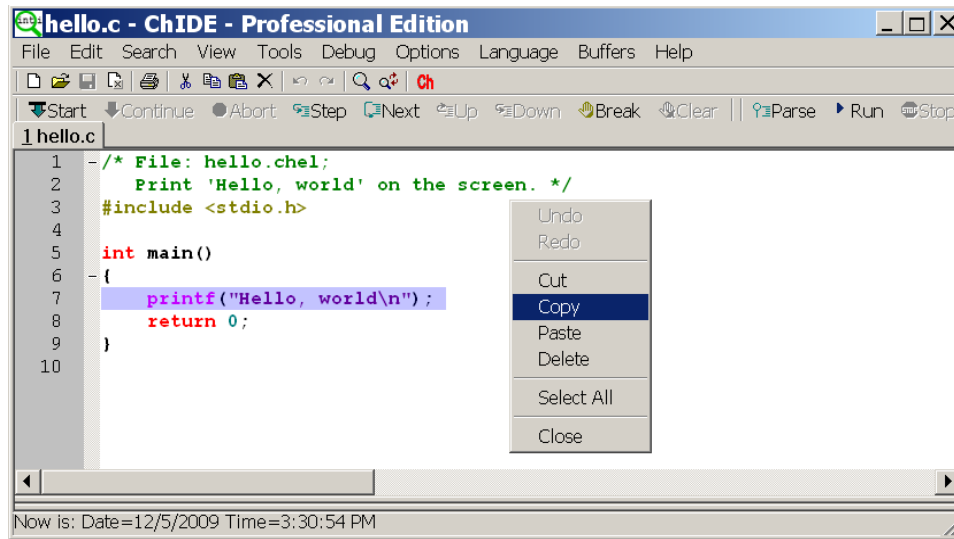 hello.c - ChIDE - Professional Edition
File Edit Search View Tools Debug Options Language Buffers Help
Ch
Start Continue Abort Step Next Up Down Break Clear Parse Run Stop
1 hello.c
1 /* File: hello.chel;
2 Print 'Hello, world' on the screen. */
3 #include <stdio.h>
4
5 int main()
6 {
7 printf("Hello, world\n");
8 return 0;
9 }
10
Undo
Redo
Cut
Copy
Paste
Delete
Select All
Close
Now is: Date=12/5/2009 Time=3:30:54 PM